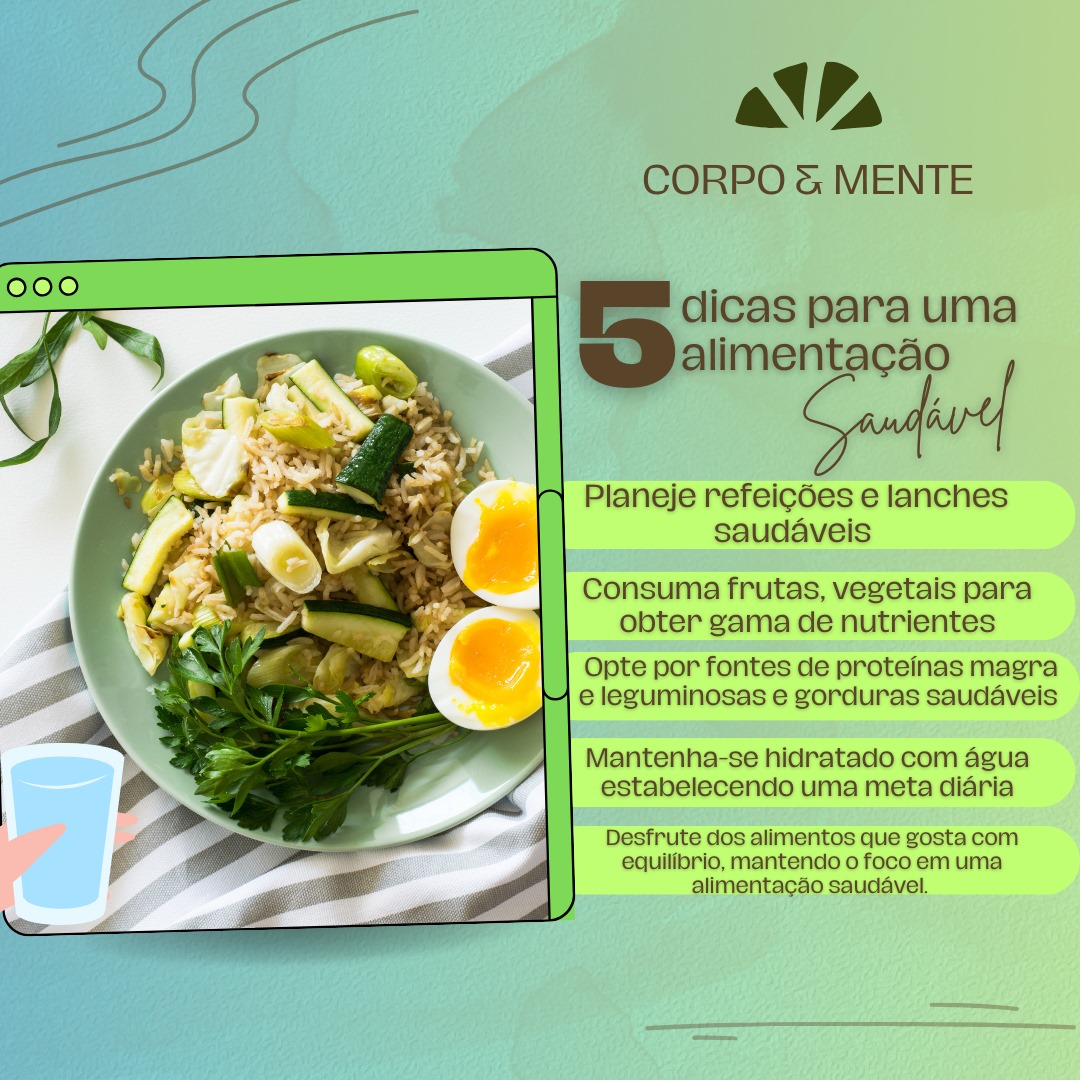 CORPO & MENTE
5 dicas para uma
alimentação
Saudável
Planeje refeições e lanches
saudáveis
Consuma frutas, vegetais para
obter gama de nutrientes
Opte por fontes de proteínas magra
e leguminosas e gorduras saudáveis
Mantenha-se hidratado com água
estabelecendo uma meta diária
Desfrute dos alimentos que gosta com
equilíbrio, mantendo o foco em uma
alimentação saudável.